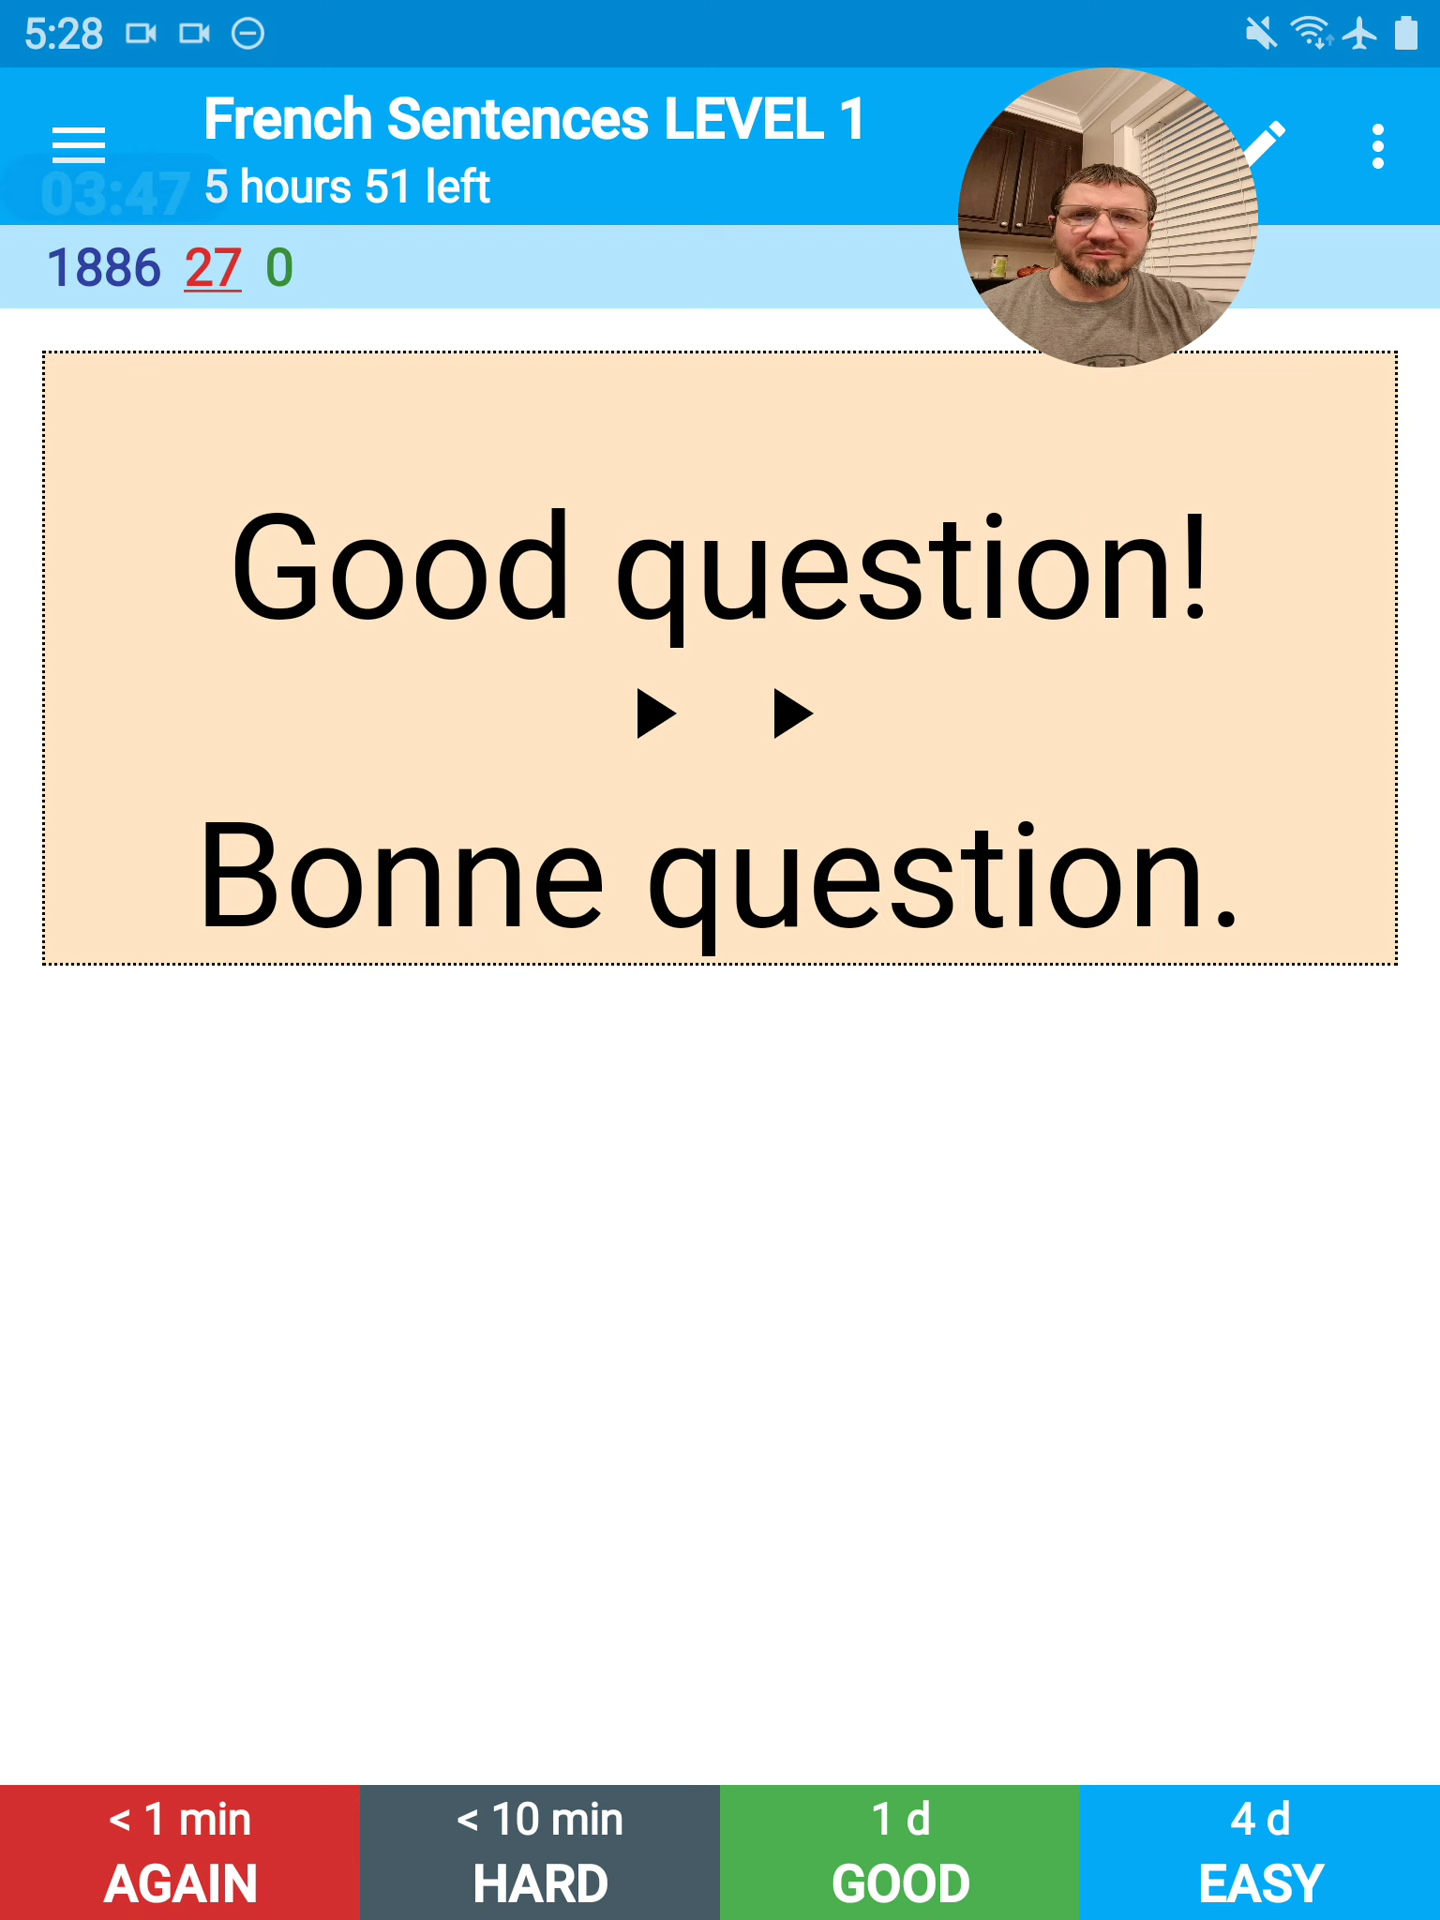 5:28
French Sentences LEVEL 1
03:47 5 hours 51 left
1886 27 0
Good question!
Bonne question.
< 1 min < 10 min 1 d 4 d
AGAIN HARD GOOD EASY